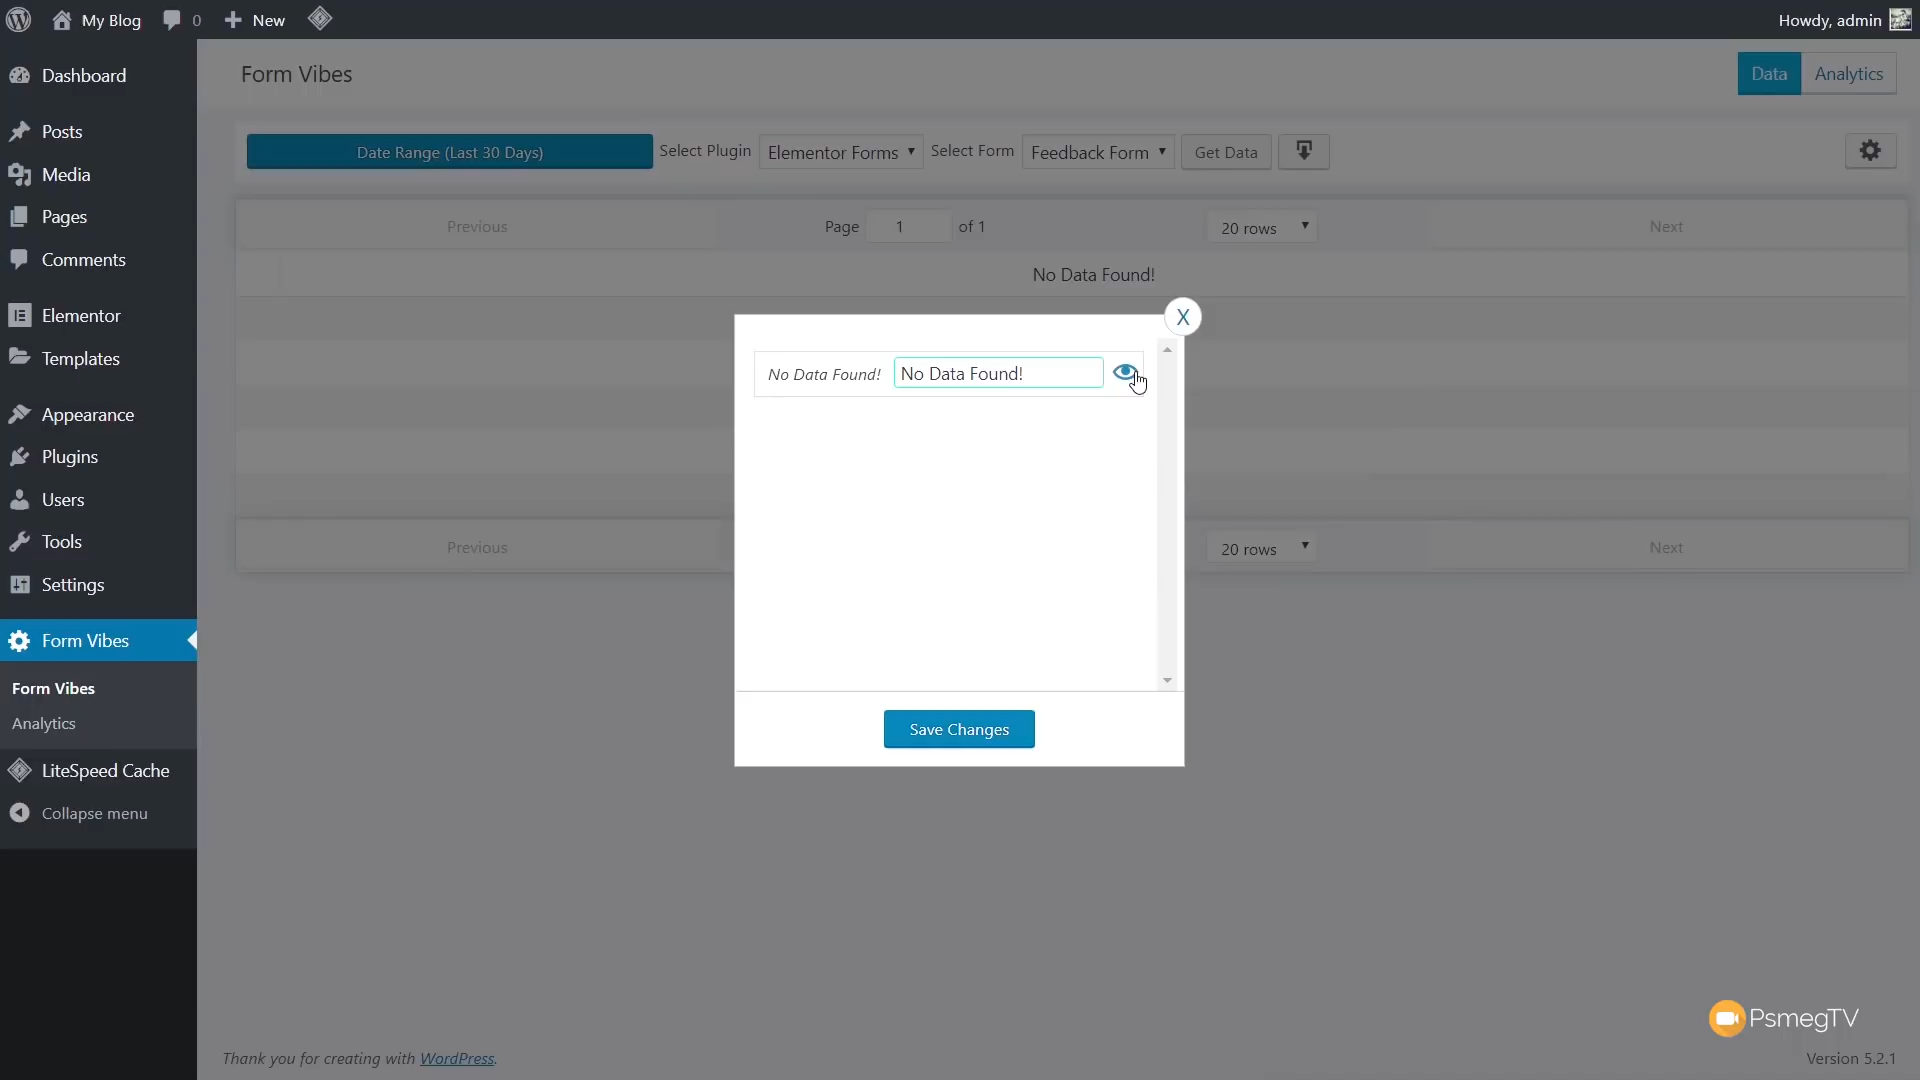 My Blog
0
New
Howdy, admin
Dashboard
Posts
Media
Pages
Comments
Elementor
Templates
Appearance
Plugins
Users
Tools
Settings
Form Vibes
Form Vibes
Analytics
LiteSpeed Cache
Collapse menu
Form Vibes
Data
Analytics
Date Range (Last 30 Days)
Select Plugin
Elementor Forms
Select Form
Feedback Form
Get Data
Previous
Page 1 of 1
20 rows
Next
No Data Found!
X
No Data Found!
No Data Found!
Save Changes
Previous
20 rows
Next
PsmegTV
Thank you for creating with WordPress.
Version 5.2.1